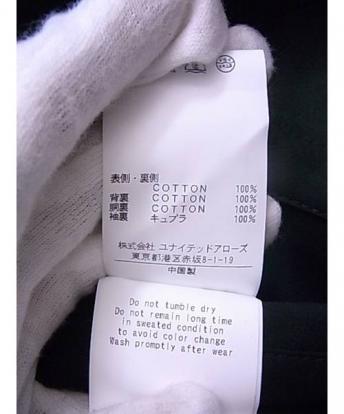 表側・裏側
COTTON 100%
背裏 COTTON 100%
胴裏 COTTON 100%
袖裏 キュプラ 100%
株式会社 ユナイテッドアローズ
東京都港区赤坂8-1-19
中国製
Do not tumble dry
Do not remain long time
in sweated condition
to avoid color change
Wash promptly after wear